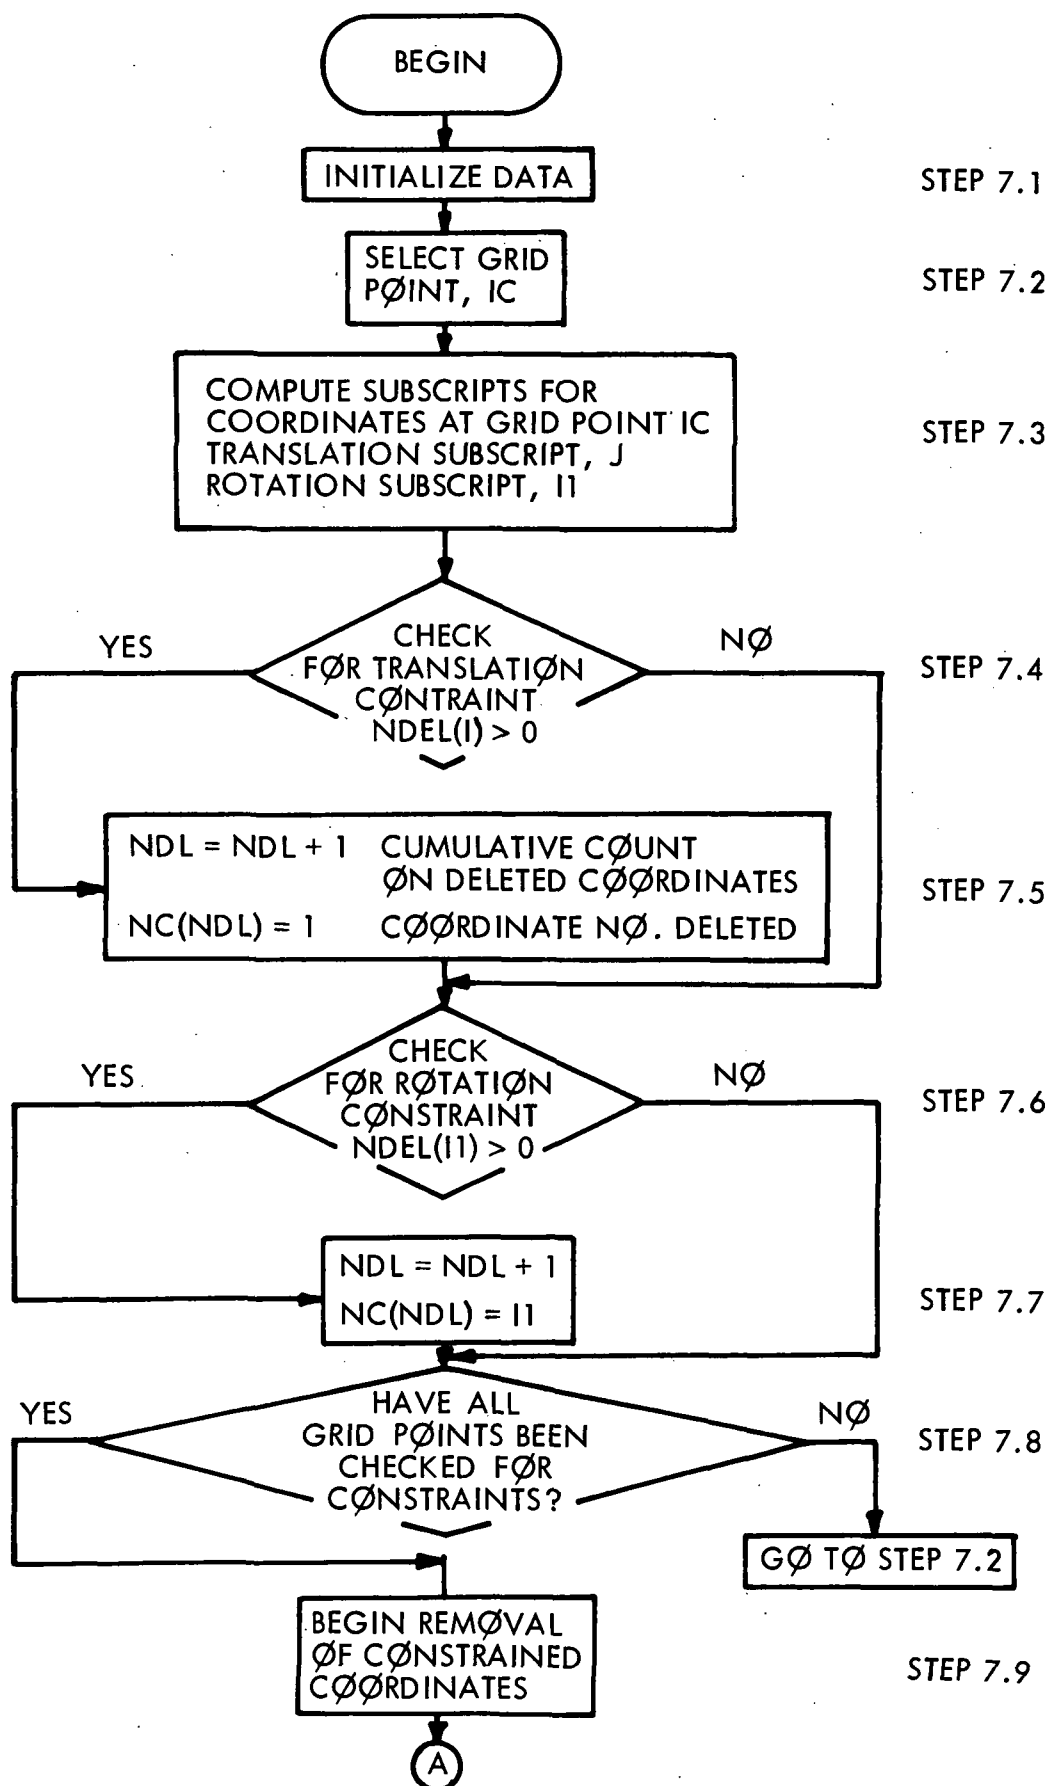 BEGIN
INITIALIZE DATA
STEP 7.1
SELECT GRID
PØINT, IC
STEP 7.2
COMPUTE SUBSCRIPTS FOR
COORDINATES AT GRID POINT IC
TRANSLATION SUBSCRIPT, J
ROTATION SUBSCRIPT, I1
STEP 7.3
YES
CHECK
FØR TRANSLATIØN
CØNTRAINT
NDEL(I) > 0
NØ
STEP 7.4
NDL = NDL + 1 CUMULATIVE CØUNT
ØN DELETED CØØRDINATES
NC(NDL) = 1 CØØRDINATE NØ. DELETED
STEP 7.5
YES
CHECK
FØR RØTATIØN
CØNSTRAINT
NDEL(I1) > 0
NØ
STEP 7.6
NDL = NDL + 1
NC(NDL) = I1
STEP 7.7
YES
HAVE ALL
GRID PØINTS BEEN
CHECKED FØR
CØNSTRAINTS?
NØ
STEP 7.8
GØ TØ STEP 7.2
BEGIN REMØVAL
ØF CØNSTRAINED
CØØRDINATES
STEP 7.9
A